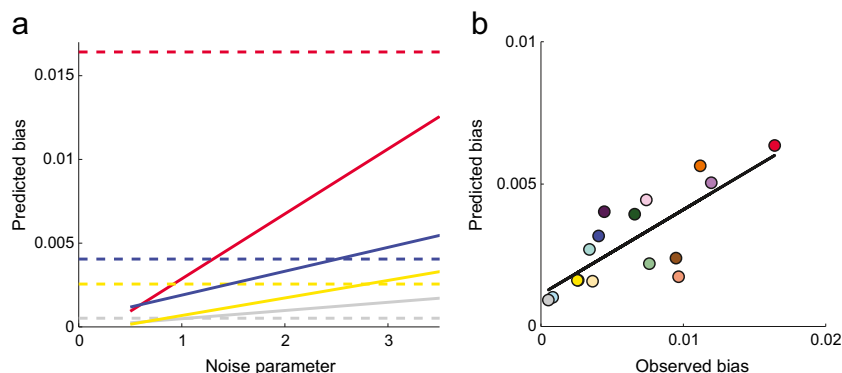 a
Predicted bias
0.015
0.01
0.005
0
0
1
2
3
Noise parameter
b
Predicted bias
0.01
0.005
0
0
0.01
0.02
Observed bias